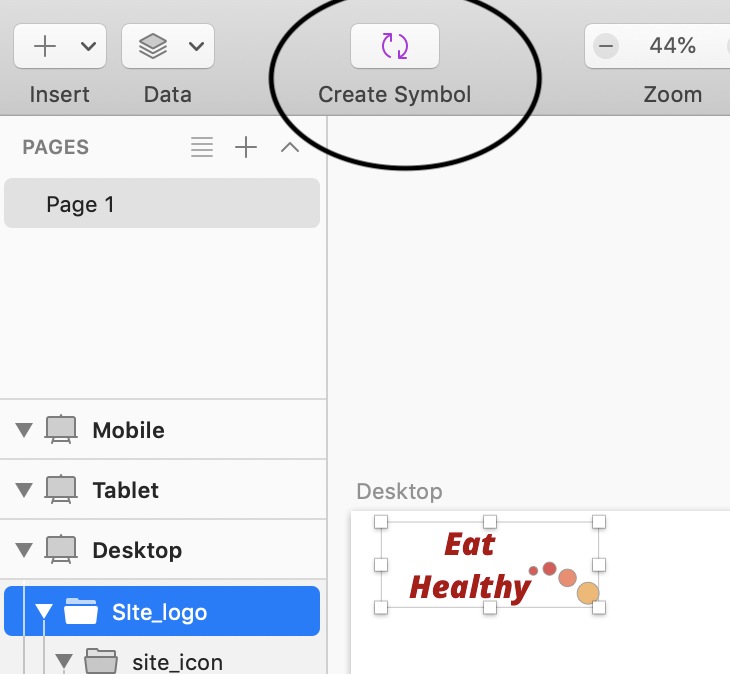 Insert
Data
Create Symbol
44%
Zoom
PAGES
Page 1
Mobile
Tablet
Desktop
SIte_logo
site_icon
Desktop
Eat
Healthy